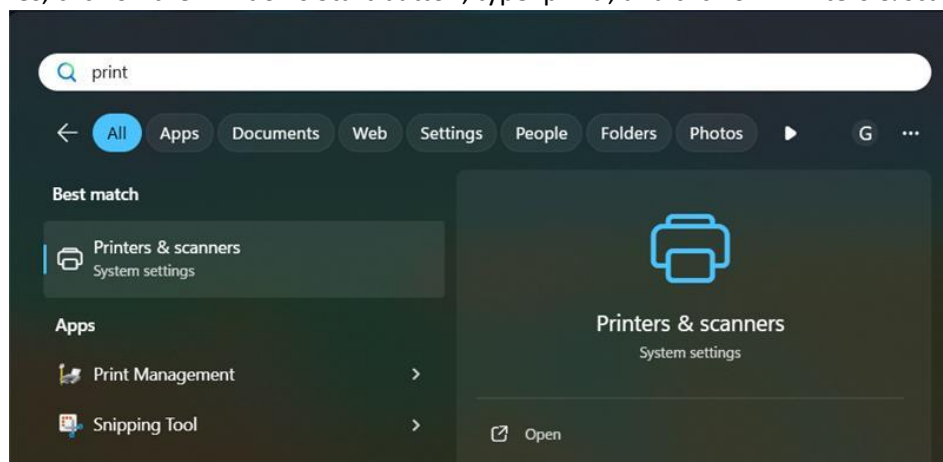 print
All Apps Documents Web Settings People Folders Photos G
Best match
Printers & scanners
System settings
Apps
Print Management
Snipping Tool
Printers & scanners
System settings
Open